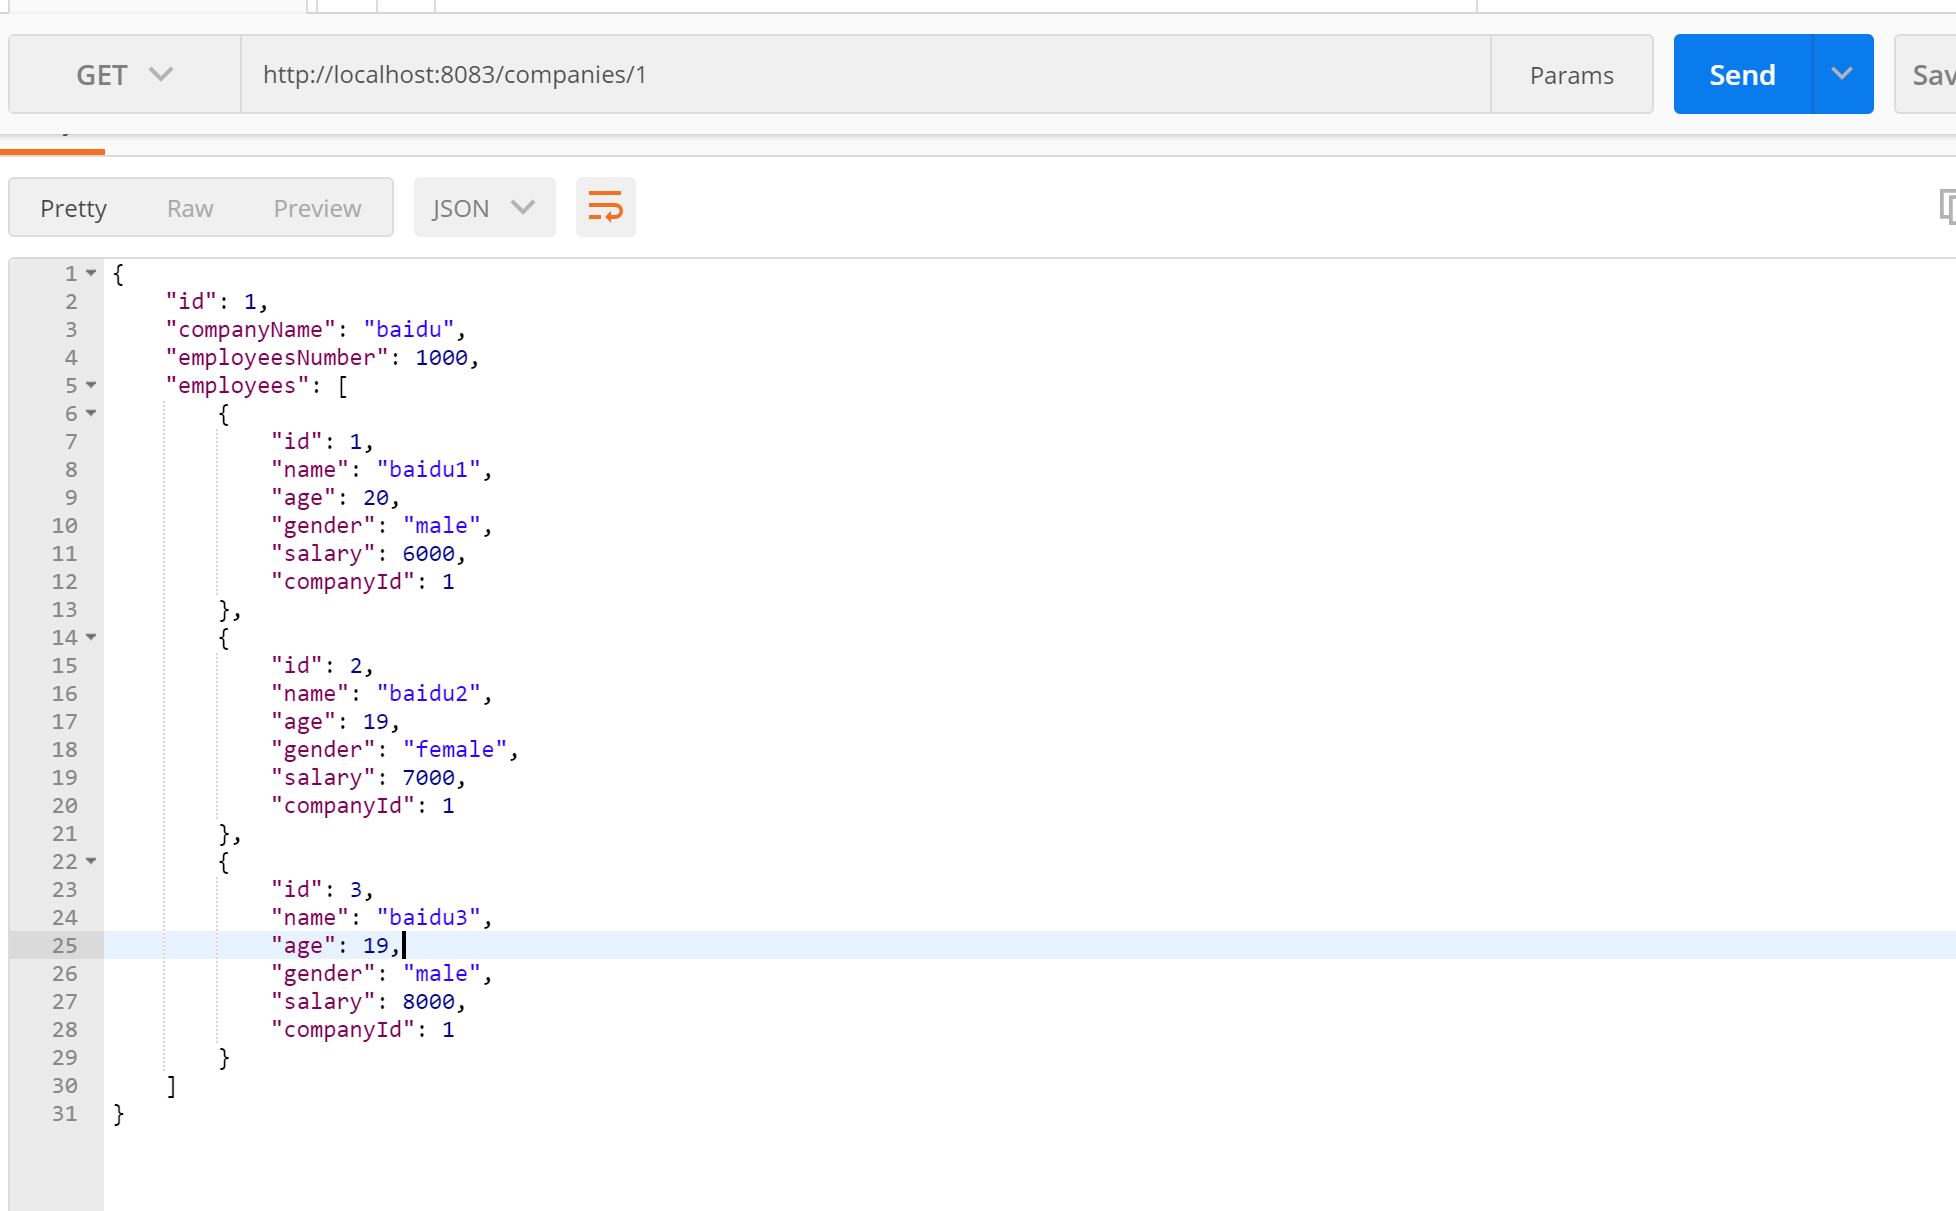 GET http://localhost:8083/companies/1 Params Send
Pretty Raw Preview JSON
1 {
2 "id": 1,
3 "companyName": "baidu",
4 "employeesNumber": 1000,
5 "employees": [
6 {
7 "id": 1,
8 "name": "baidu1",
9 "age": 20,
10 "gender": "male",
11 "salary": 6000,
12 "companyId": 1
13 },
14 {
15 "id": 2,
16 "name": "baidu2",
17 "age": 19,
18 "gender": "female",
19 "salary": 7000,
20 "companyId": 1
21 },
22 {
23 "id": 3,
24 "name": "baidu3",
25 "age": 19,
26 "gender": "male",
27 "salary": 8000,
28 "companyId": 1
29 }
30 ]
31 }